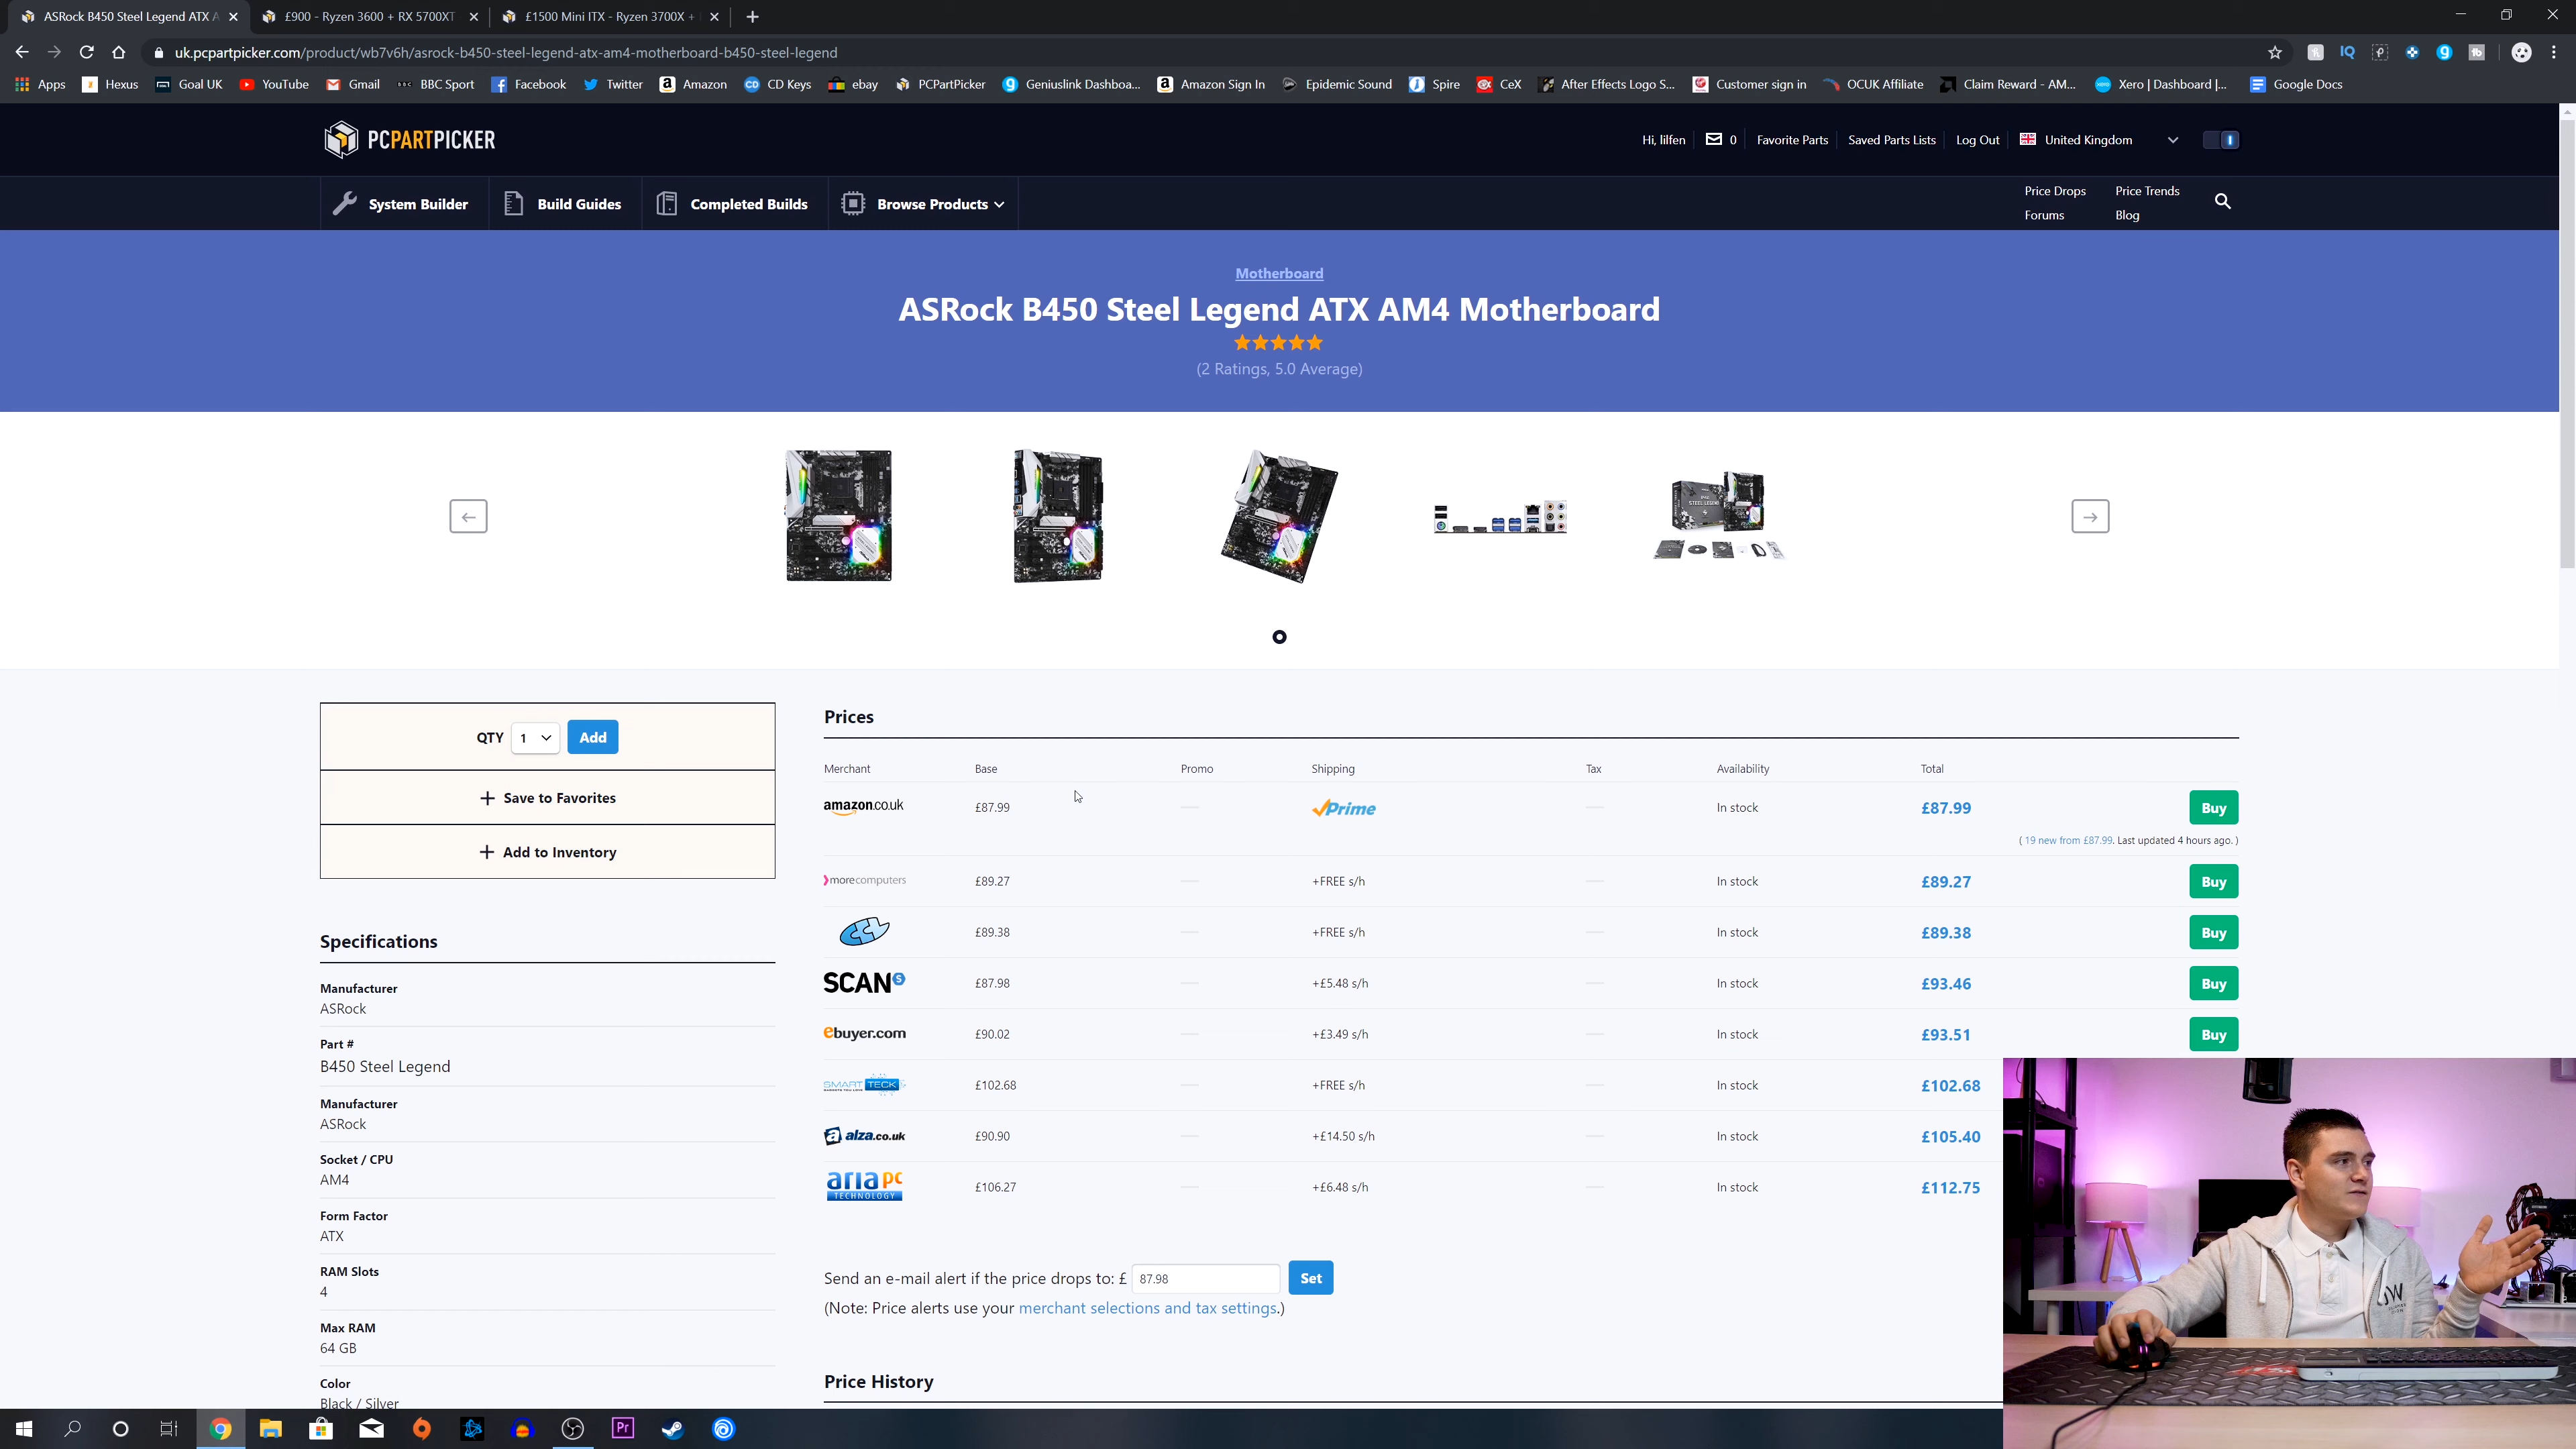 ASRock B450 Steel Legend ATX A
£900 - Ryzen 3600 + RX 5700XT
£1500 Mini ITX - Ryzen 3700X +
uk.pcpartpicker.com/product/wb7v6h/asrock-b450-steel-legend-atx-am4-motherboard-b450-steel-legend
Apps Hexus Goal UK YouTube Gmail BBC Sport Facebook Twitter Amazon CD Keys ebay PCPartPicker Geniuslink Dashboa... Amazon Sign In Epidemic Sound Spire CeX After Effects Logo S... Customer sign in OCUK Affiliate Claim Reward - AM... Xero | Dashboard |... Google Docs
PCPARTPICKER
Hi, lilfen 0 Favorite Parts Saved Parts Lists Log Out United Kingdom
System Builder Build Guides Completed Builds Browse Products
Price Drops Price Trends
Forums Blog
Motherboard
ASRock B450 Steel Legend ATX AM4 Motherboard
(2 Ratings, 5.0 Average)
QTY 1 Add
+ Save to Favorites
+ Add to Inventory
Specifications
Manufacturer
ASRock
Part #
B450 Steel Legend
Manufacturer
ASRock
Socket / CPU
AM4
Form Factor
ATX
RAM Slots
4
Max RAM
64 GB
Color
Black / Silver
Prices
Merchant Base Promo Shipping Tax Availability Total
amazon.co.uk £87.99 Prime In stock £87.99 Buy
( 19 new from £87.99. Last updated 4 hours ago. )
morecomputers £89.27 +FREE s/h In stock £89.27 Buy
£89.38 +FREE s/h In stock £89.38 Buy
SCAN S £87.98 +£5.48 s/h In stock £93.46 Buy
ebuyer.com £90.02 +£3.49 s/h In stock £93.51 Buy
SMART TECK £102.68 +FREE s/h In stock £102.68
a alza.co.uk £90.90 +£14.50 s/h In stock £105.40
aria pc TECHNOLOGY £106.27 +£6.48 s/h In stock £112.75
Send an e-mail alert if the price drops to: £ 87.98 Set
(Note: Price alerts use your merchant selections and tax settings.)
Price History
Pr